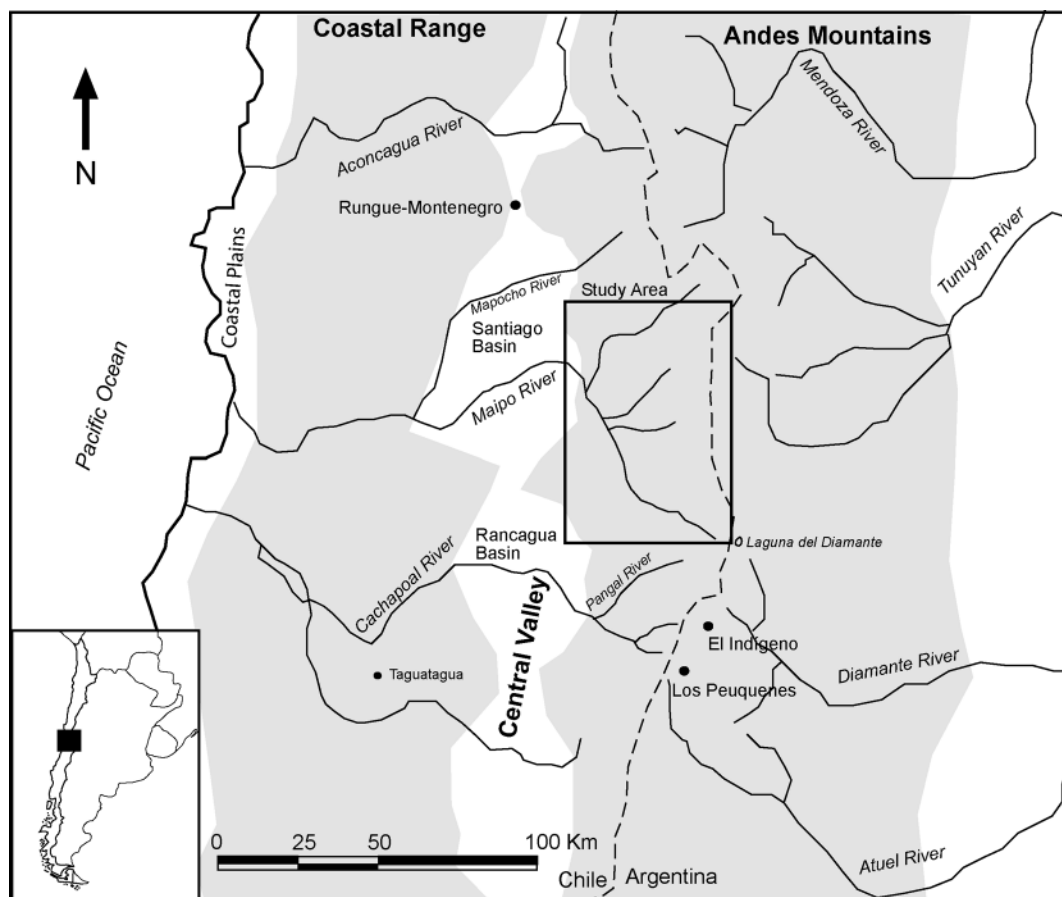 Coastal Range
Andes Mountains
N
Aconcagua River
Mendoza River
Rungue-Montenegro
Coastal Plains
Tunuyan River
Mapocho River
Study Area
Santiago
Basin
Maipo River
Pacific Ocean
Rancagua
Basin
Laguna del Diamante
Cachapoal River
Pangal River
Central Valley
El Indígeno
Diamante River
Taguatagua
Los Peuquenes
0 25 50 100 Km
Chile
Argentina
Atuel River